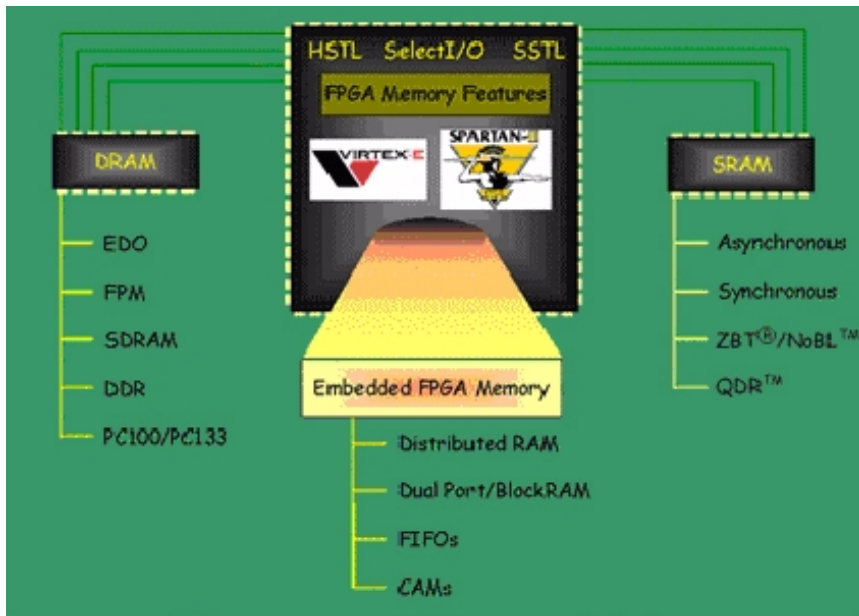 HSTL SelectI/O SSTL
FPGA Memory Features
VIRTEX-E
SPARTAN-II
DRAM
EDO
FPM
SDRAM
DDR
PC100/PC133
SRAM
Asynchronous
Synchronous
ZBT®/NoBL™
QDR™
Embedded FPGA Memory
Distributed RAM
Dual Port/BlockRAM
FIFOs
CAMs